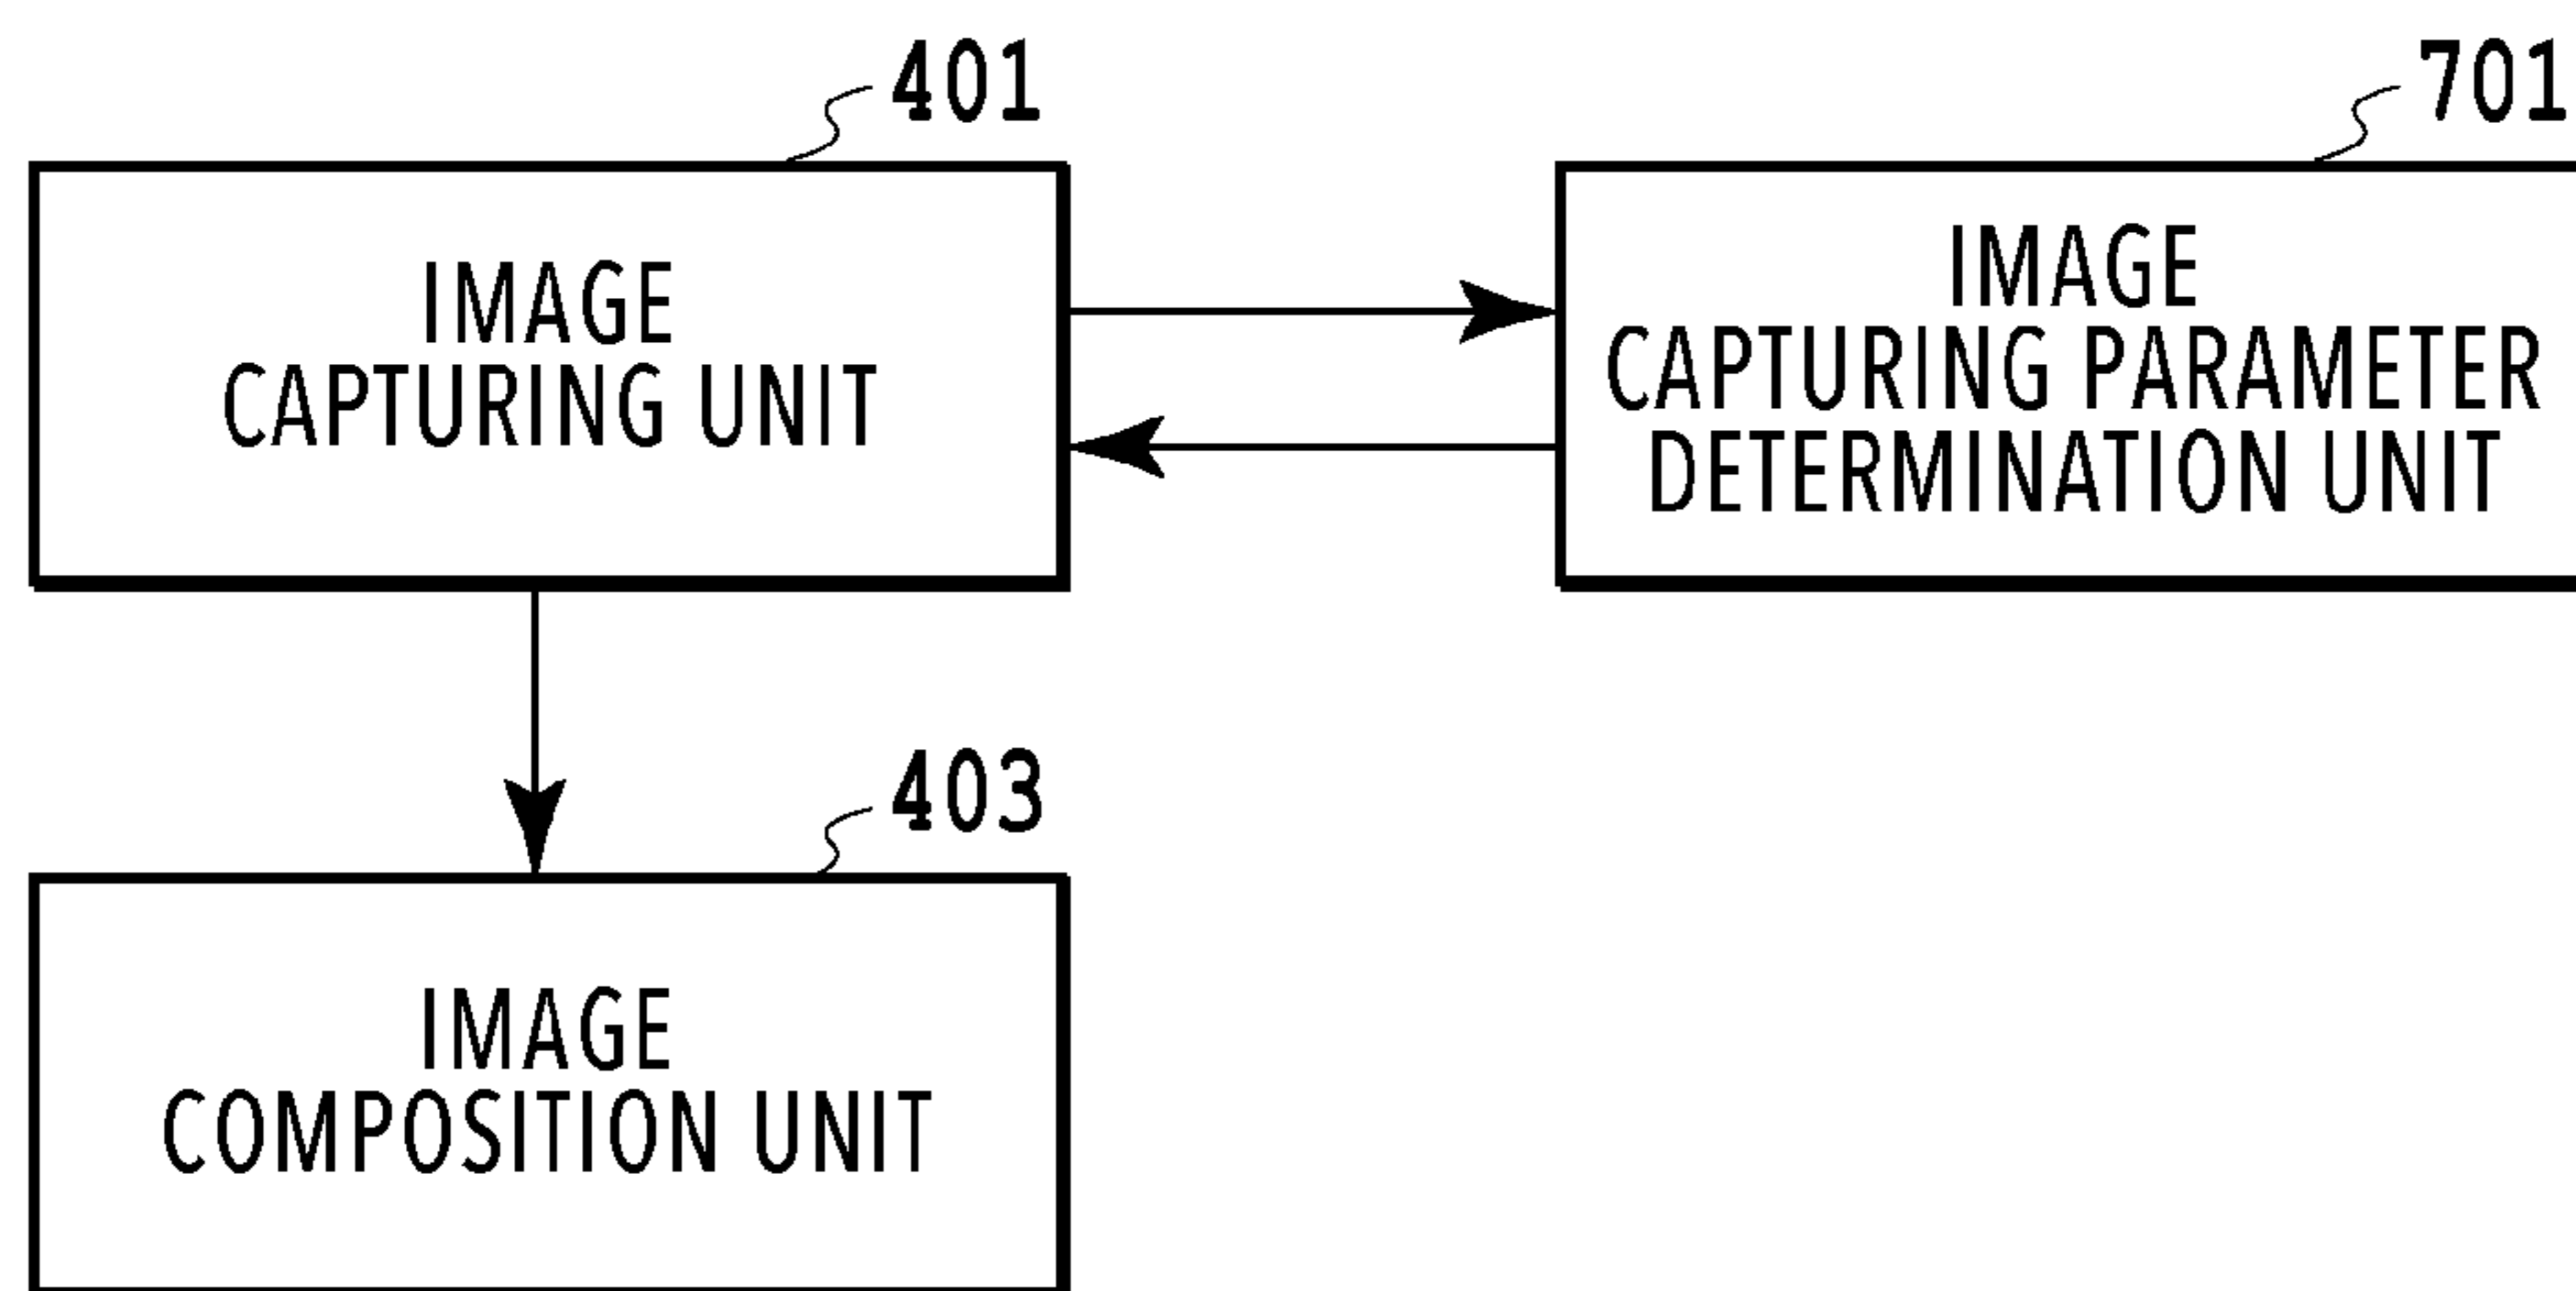 401
IMAGE
CAPTURING UNIT
701
IMAGE
CAPTURING PARAMETER
DETERMINATION UNIT
403
IMAGE
COMPOSITION UNIT